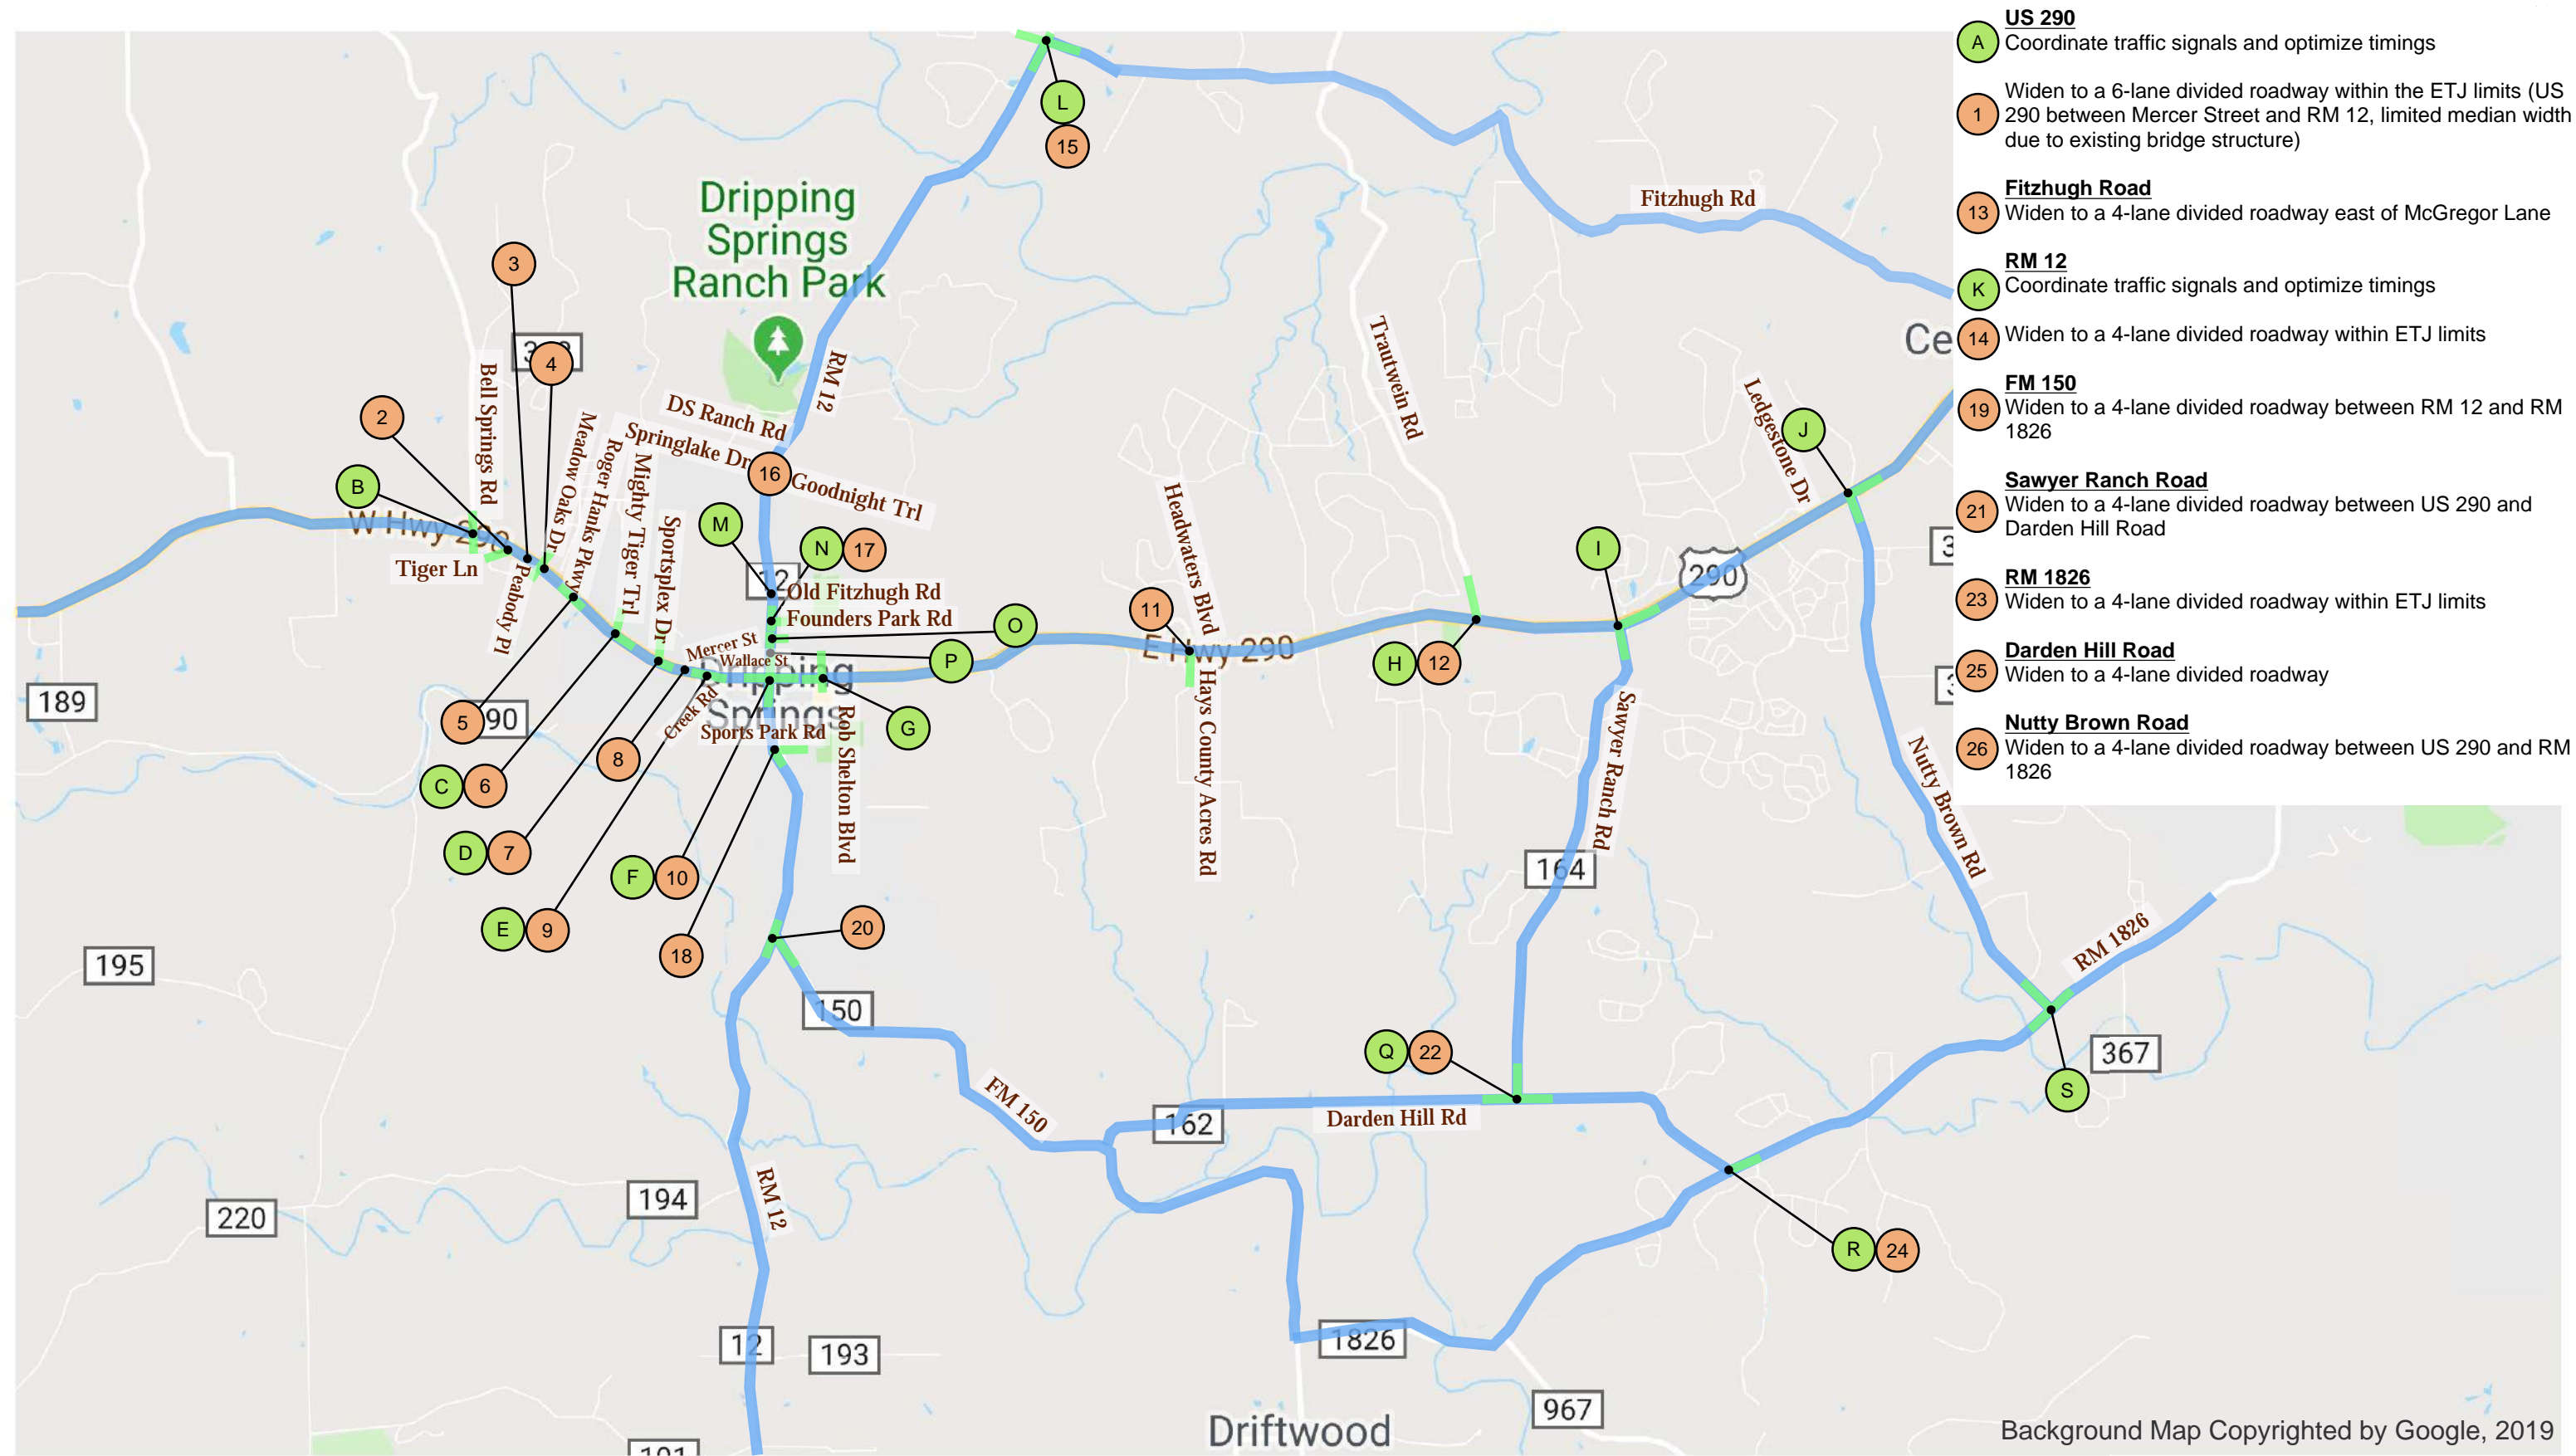 US 290
A Coordinate traffic signals and optimize timings
Widen to a 6-lane divided roadway within the ETJ limits (US
1 290 between Mercer Street and RM 12, limited median width
due to existing bridge structure)
Fitzhugh Road
13 Widen to a 4-lane divided roadway east of McGregor Lane
RM 12
K Coordinate traffic signals and optimize timings
14 Widen to a 4-lane divided roadway within ETJ limits
FM 150
19 Widen to a 4-lane divided roadway between RM 12 and RM
1826
Sawyer Ranch Road
21 Widen to a 4-lane divided roadway between US 290 and
Darden Hill Road
RM 1826
23 Widen to a 4-lane divided roadway within ETJ limits
Darden Hill Road
25 Widen to a 4-lane divided roadway
Nutty Brown Road
26 Widen to a 4-lane divided roadway between US 290 and RM
1826
L
15
Dripping
Springs
Ranch Park
Fitzhugh Rd
3
4
2
B
Bell Springs Rd
Meadow Oaks Dr
Roger Hanks Pkwy
Mighty Tiger Trl
Sportsplex Dr
RM 12
DS Ranch Rd
Springlake Dr
16
Goodnight Trl
Trautwein Rd
Ledgestone Dr
J
Ce
W Hwy 290
Tiger Ln
Peabody Pl
M
N 17
12
Old Fitzhugh Rd
Founders Park Rd
O
Mercer St
Wallace St
P
Dripping
Springs
Creek Rd
Sports Park Rd
Rob Shelton Blvd
G
11
Headwaters Blvd
E Hwy 290
Hays County Acres Rd
H 12
I
290
3
3
Sawyer Ranch Rd
Nutty Brown Rd
189
5
90
8
C 6
D 7
F 10
E 9
18
20
164
195
150
RM 1826
Q 22
367
S
FM 150
162
Darden Hill Rd
194
220
RM 12
R 24
12
193
1826
967
Driftwood
Background Map Copyrighted by Google, 2019